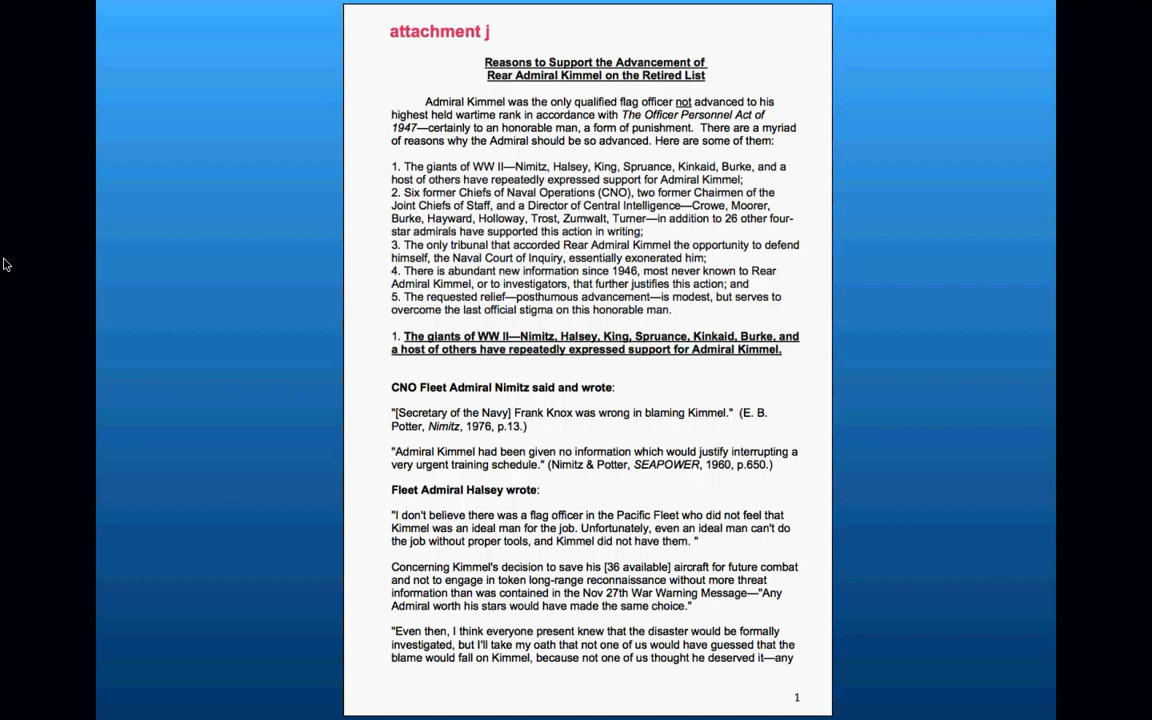 attachment j
Reasons to Support the Advancement of
Rear Admiral Kimmel on the Retired List
Admiral Kimmel was the only qualified flag officer not advanced to his
highest held wartime rank in accordance with The Officer Personnel Act of
1947—certainly to an honorable man, a form of punishment. There are a myriad
of reasons why the Admiral should be so advanced. Here are some of them:
1. The giants of WW II—Nimitz, Halsey, King, Spruance, Kinkaid, Burke, and a
host of others have repeatedly expressed support for Admiral Kimmel;
2. Six former Chiefs of Naval Operations (CNO), two former Chairmen of the
Joint Chiefs of Staff, and a Director of Central Intelligence—Crowe, Moorer,
Burke, Hayward, Holloway, Trost, Zumwalt, Turner—in addition to 26 other four-
star admirals have supported this action in writing;
3. The only tribunal that accorded Rear Admiral Kimmel the opportunity to defend
himself, the Naval Court of Inquiry, essentially exonerated him;
4. There is abundant new information since 1946, most never known to Rear
Admiral Kimmel, or to investigators, that further justifies this action; and
5. The requested relief—posthumous advancement—is modest, but serves to
overcome the last official stigma on this honorable man.
1. The giants of WW II—Nimitz, Halsey, King, Spruance, Kinkaid, Burke, and
a host of others have repeatedly expressed support for Admiral Kimmel.
CNO Fleet Admiral Nimitz said and wrote:
"[Secretary of the Navy] Frank Knox was wrong in blaming Kimmel." (E. B.
Potter, Nimitz, 1976, p.13.)
"Admiral Kimmel had been given no information which would justify interrupting a
very urgent training schedule." (Nimitz & Potter, SEAPOWER, 1960, p.650.)
Fleet Admiral Halsey wrote:
"I don't believe there was a flag officer in the Pacific Fleet who did not feel that
Kimmel was an ideal man for the job. Unfortunately, even an ideal man can't do
the job without proper tools, and Kimmel did not have them. "
Concerning Kimmel's decision to save his [36 available] aircraft for future combat
and not to engage in token long-range reconnaissance without more threat
information than was contained in the Nov 27th War Warning Message—"Any
Admiral worth his stars would have made the same choice."
"Even then, I think everyone present knew that the disaster would be formally
investigated, but I'll take my oath that not one of us would have guessed that the
blame would fall on Kimmel, because not one of us thought he deserved it—any
1